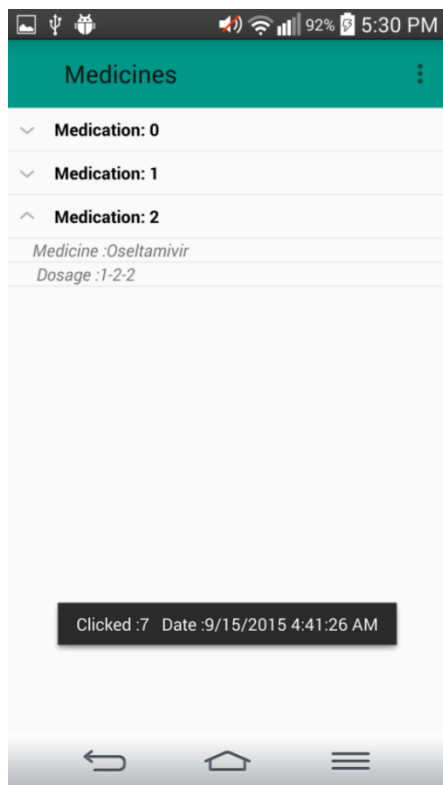 92% 5:30 PM
Medicines
Medication: 0
Medication: 1
Medication: 2
Medicine :Oseltamivir
Dosage :1-2-2
Clicked :7 Date :9/15/2015 4:41:26 AM